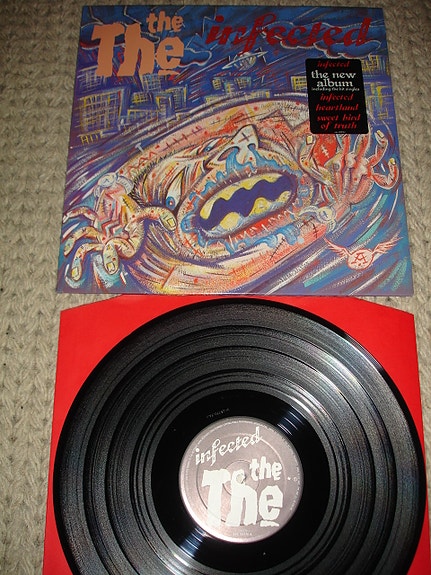 the
The
infected
infected
the new
album
including the hit singles
infected
heartland
sweet bird
of truth
infected
the
The